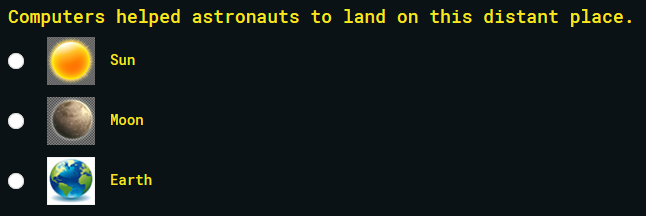 Computers helped astronauts to land on this distant place.
Sun
Moon
Earth